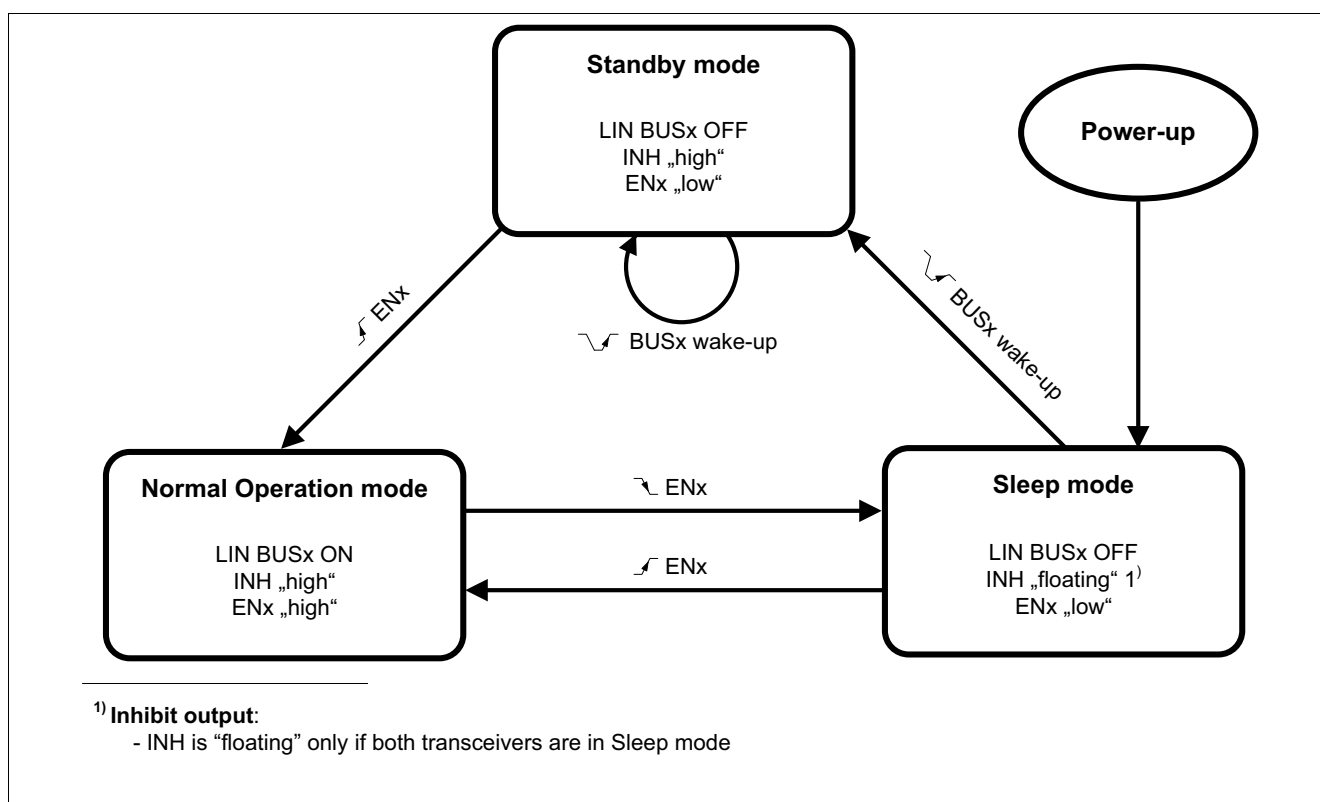 Standby mode
LIN BUSx OFF
INH „high“
ENx „low“
Power-up
ENx
BUSx wake-up
BUSx wake-up
Normal Operation mode
LIN BUSx ON
INH „high“
ENx „high“
ENx
ENx
Sleep mode
LIN BUSx OFF
INH „floating“ 1)
ENx „low“
1) Inhibit output:
- INH is “floating” only if both transceivers are in Sleep mode